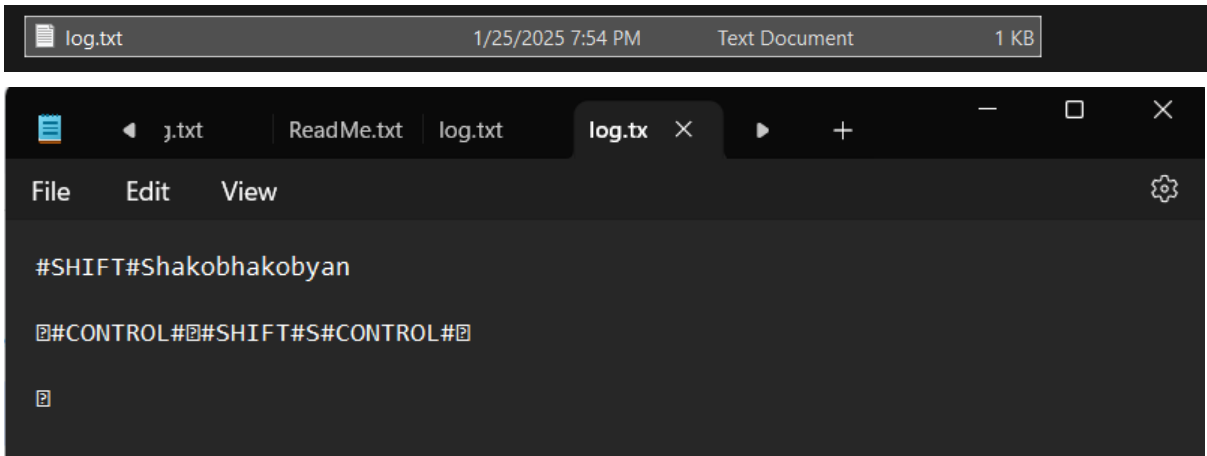 log.txt 1/25/2025 7:54 PM Text Document 1 KB
g.txt ReadMe.txt log.txt log.tx
File Edit View
#SHIFT#Shakobhakobyan
#CONTROL##SHIFT#S#CONTROL#